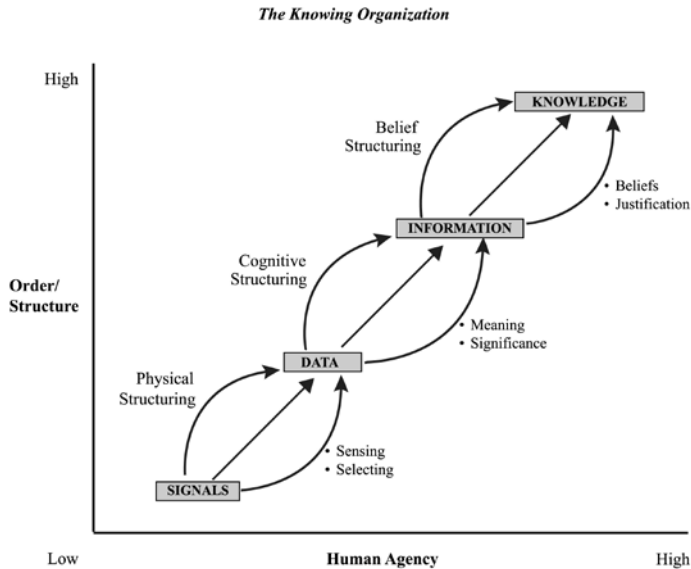 The Knowing Organization
High
KNOWLEDGE
Belief
Structuring
• Beliefs
• Justification
INFORMATION
Cognitive
Structuring
Order/
Structure
• Meaning
• Significance
DATA
Physical
Structuring
• Sensing
• Selecting
SIGNALS
Low
Human Agency
High